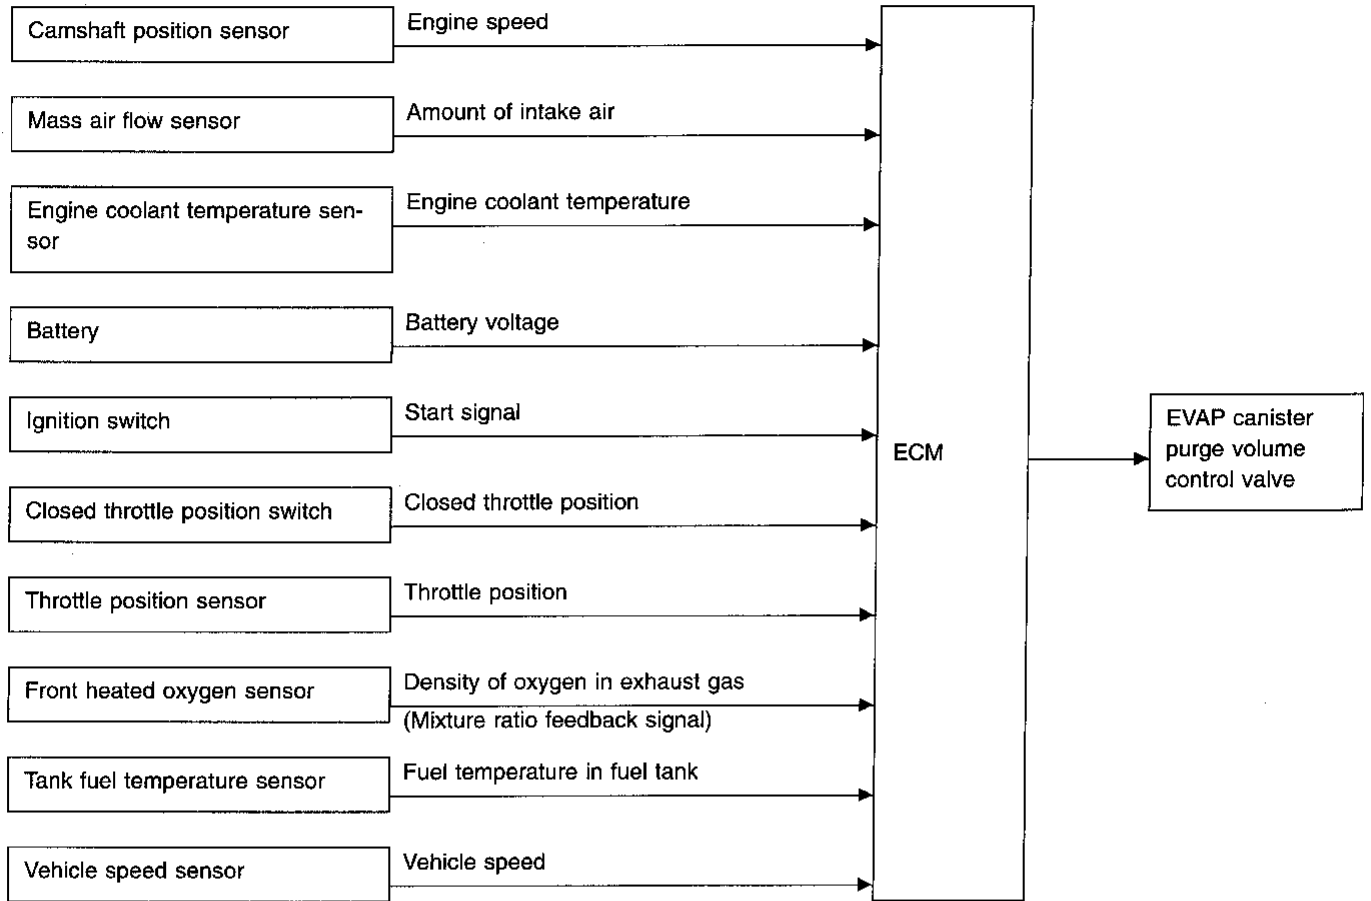 Camshaft position sensor
Engine speed
Mass air flow sensor
Amount of intake air
Engine coolant temperature sen-
sor
Engine coolant temperature
Battery
Battery voltage
Ignition switch
Start signal
Closed throttle position switch
Closed throttle position
Throttle position sensor
Throttle position
Front heated oxygen sensor
Density of oxygen in exhaust gas
(Mixture ratio feedback signal)
Tank fuel temperature sensor
Fuel temperature in fuel tank
Vehicle speed sensor
Vehicle speed
ECM
EVAP canister
purge volume
control valve